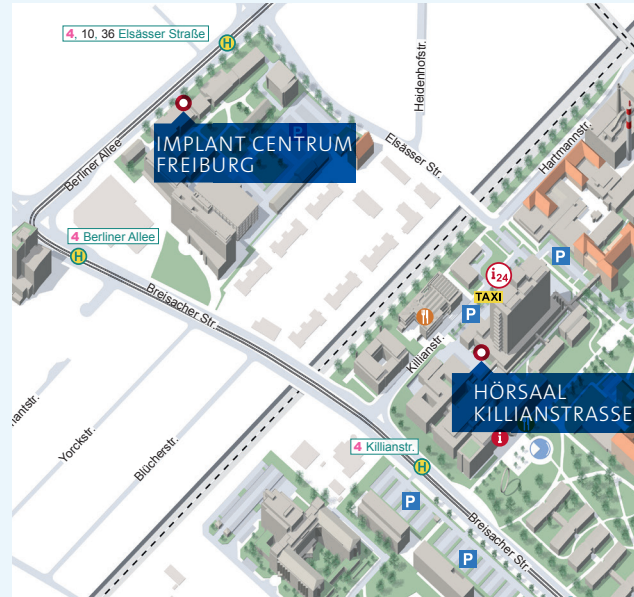 4, 10, 36 Elsässer Straße
H
Heidenhofstr.
IMPLANT CENTRUM
FREIBURG
P
Berliner Allee
Elsässer Str.
Hartmannstr.
4 Berliner Allee
H
P
i24
TAXI
P
Breisacher Str.
Killianstr.
HÖRSAAL
KILLIANSTRASSE
Yorckstr.
Blücherstr.
4 Killianstr.
H
i
P
Breisacher Str.
P